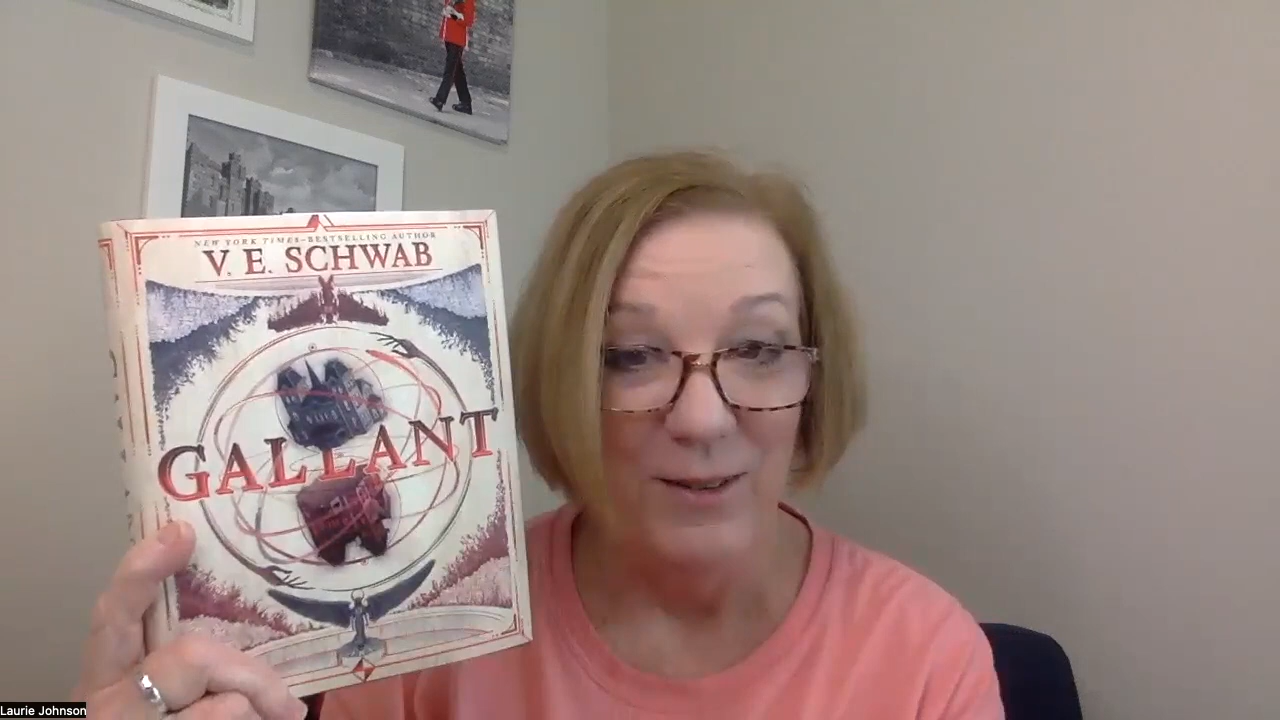 NEW YORK TIMES–BESTSELLING AUTHOR
V. E. SCHWAB
GALLANT
Laurie Johnson